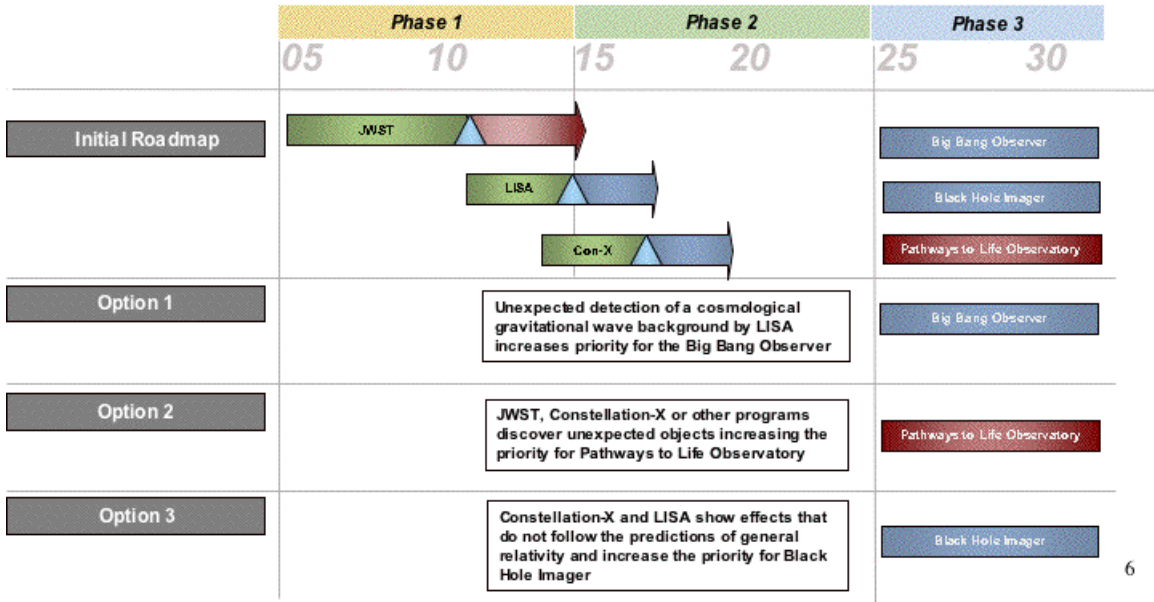 Phase 1 Phase 2 Phase 3
05 10 15 20 25 30
Initial Roadmap
JWST
Big Bang Observer
LISA
Black Hole Imager
Con-X
Pathways to Life Observatory
Option 1
Unexpected detection of a cosmological
gravitational wave background by LISA
increases priority for the Big Bang Observer
Big Bang Observer
Option 2
JWST, Constellation-X or other programs
discover unexpected objects increasing the
priority for Pathways to Life Observatory
Pathways to Life Observatory
Option 3
Constellation-X and LISA show effects that
do not follow the predictions of general
relativity and increase the priority for Black
Hole Imager
Black Hole Imager
6